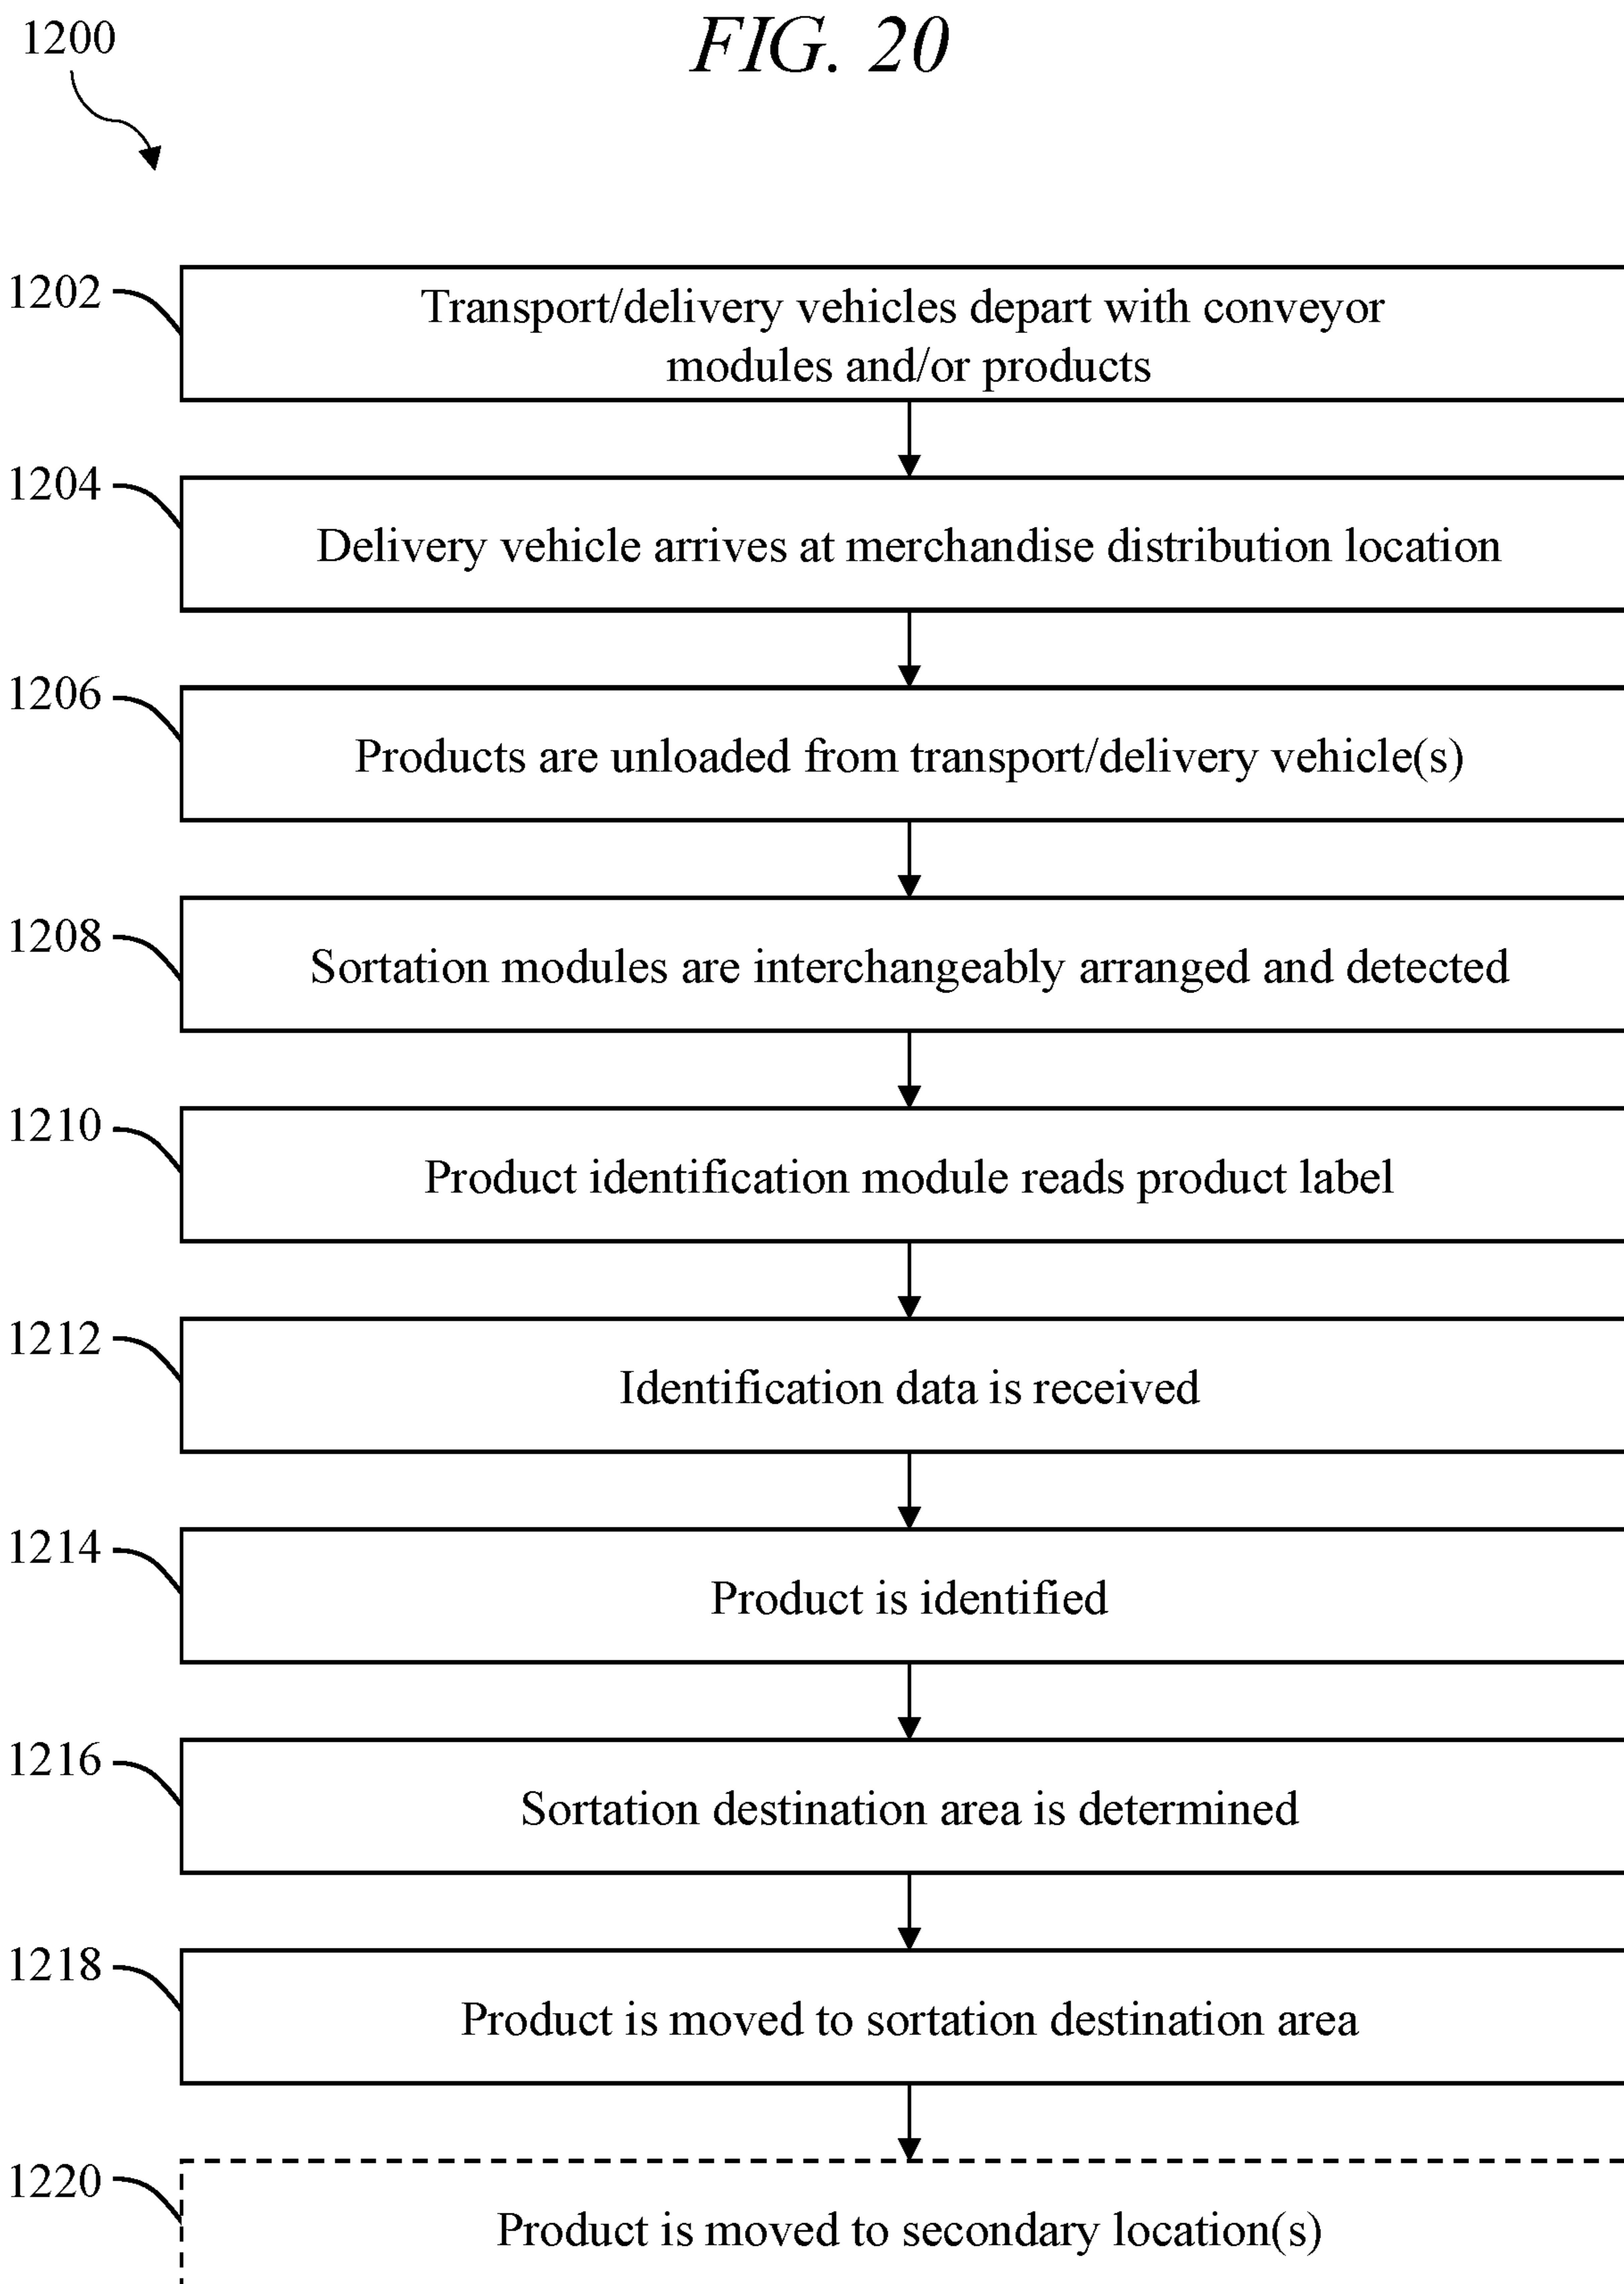 1200
FIG. 20
1202
Transport/delivery vehicles depart with conveyor
modules and/or products
1204
Delivery vehicle arrives at merchandise distribution location
1206
Products are unloaded from transport/delivery vehicle(s)
1208
Sortation modules are interchangeably arranged and detected
1210
Product identification module reads product label
1212
Identification data is received
1214
Product is identified
1216
Sortation destination area is determined
1218
Product is moved to sortation destination area
1220
Product is moved to secondary location(s)